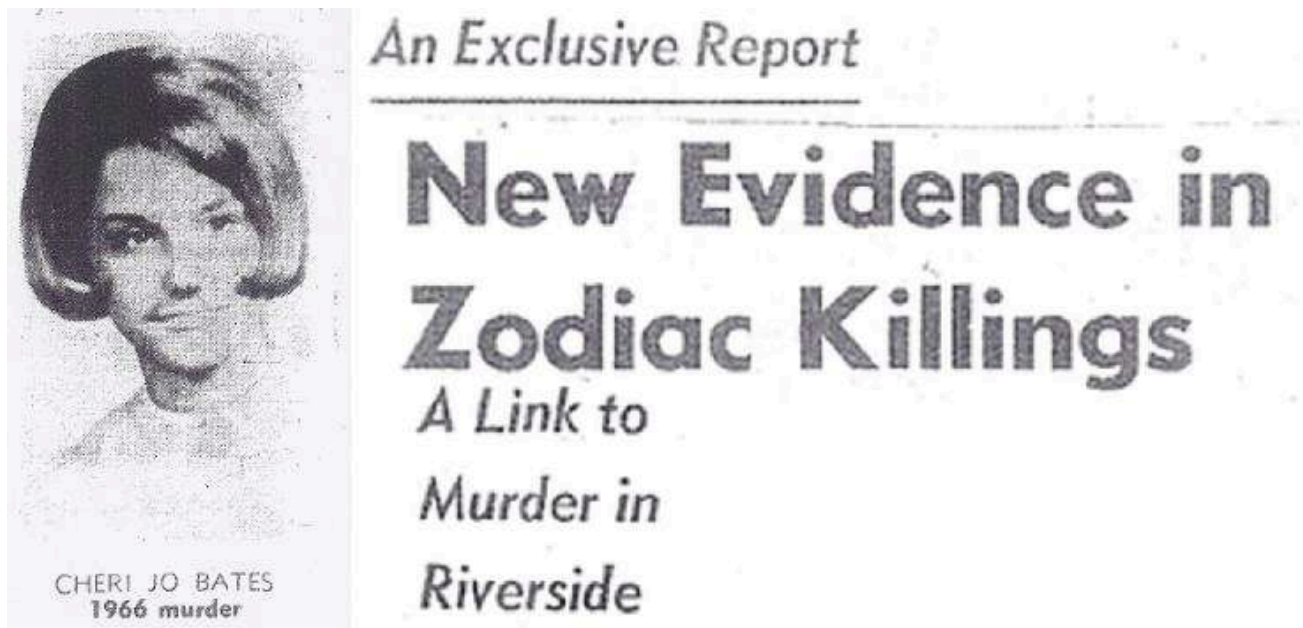 CHERI JO BATES
1966 murder
An Exclusive Report
New Evidence in
Zodiac Killings
A Link to
Murder in
Riverside